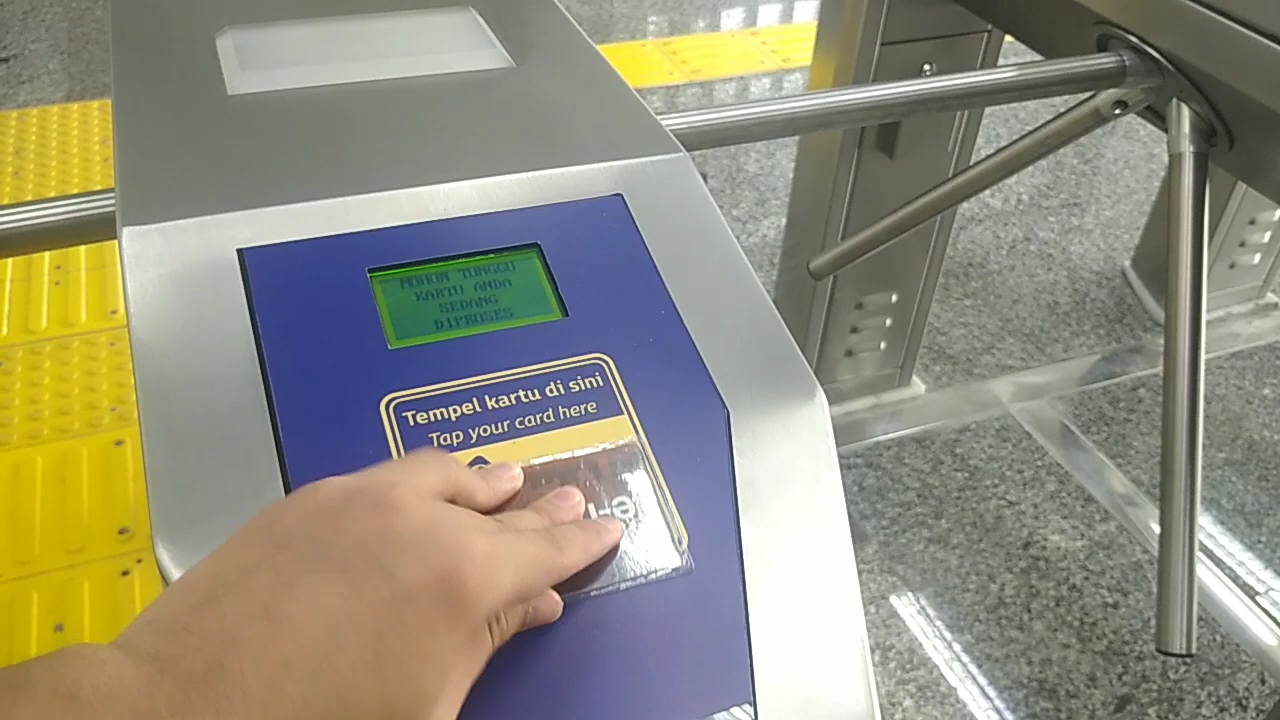 MOHON TUNGGU
KARTU ANDA
SEDANG
DIPROSES
Tempel kartu di sini
Tap your card here
e-